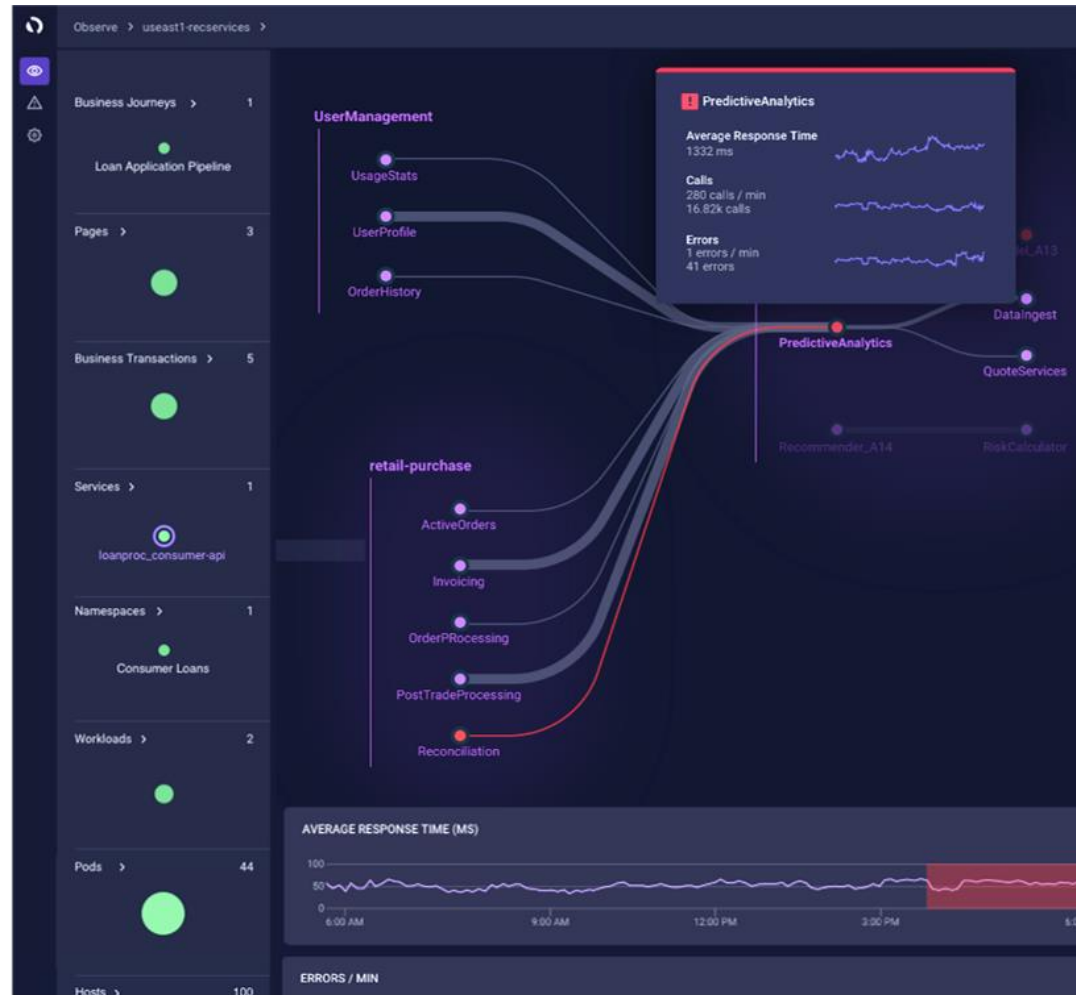 Observe > useast1-recservices >
Business Journeys > 1
Loan Application Pipeline
Pages > 3
Business Transactions > 5
Services > 1
loanproc_consumer-api
Namespaces > 1
Consumer Loans
Workloads > 2
Pods > 44
Hosts > 100
UserManagement
UsageStats
UserProfile
OrderHistory
PredictiveAnalytics
Average Response Time
1332 ms
Calls
280 calls / min
16.82k calls
Errors
1 errors / min
41 errors
DataIngest
PredictiveAnalytics
QuoteServices
Recommender_A14
RiskCalculator
retail-purchase
ActiveOrders
Invoicing
OrderPRocessing
PostTradeProcessing
Reconciliation
AVERAGE RESPONSE TIME (MS)
100
50
0
6:00 AM 9:00 AM 12:00 PM 3:00 PM
ERRORS / MIN